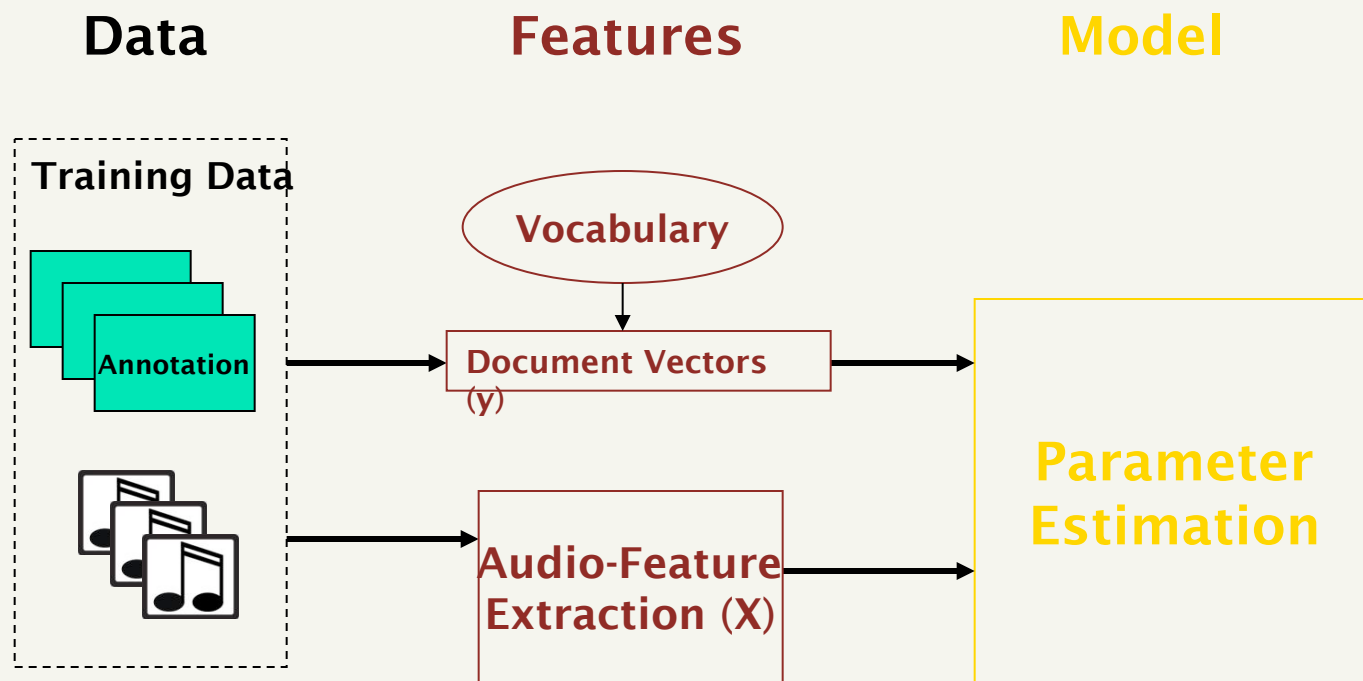 Data
Features
Model
Training Data
Vocabulary
Annotation
Document Vectors
(y)
Parameter
Estimation
Audio-Feature
Extraction (X)